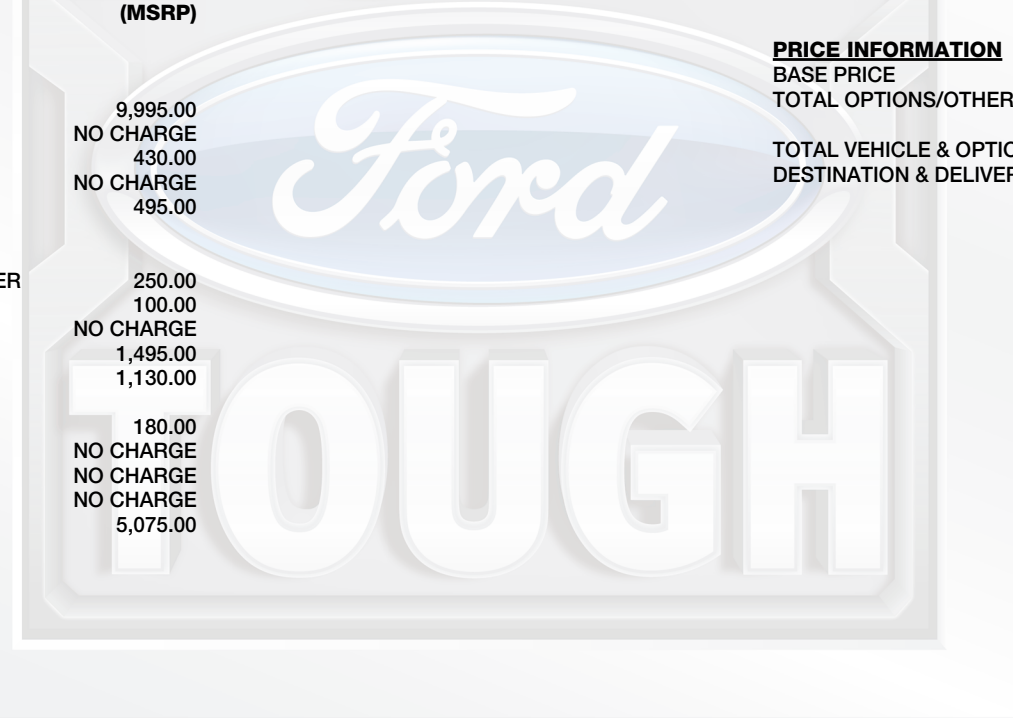 (MSRP)
9,995.00
NO CHARGE
430.00
NO CHARGE
495.00
ER 250.00
100.00
NO CHARGE
1,495.00
1,130.00
180.00
NO CHARGE
NO CHARGE
NO CHARGE
5,075.00
PRICE INFORMATION
BASE PRICE
TOTAL OPTIONS/OTHER
TOTAL VEHICLE & OPTIO
DESTINATION & DELIVER
Ford
TOUGH